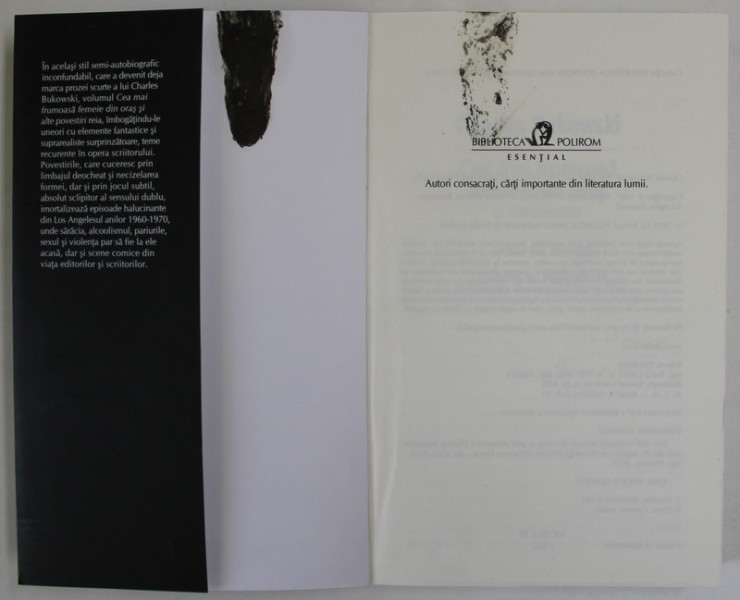 În același stil semi-autobiografic
inconfundabil, care a devenit deja
marca prozei scurte a lui Charles
Bukowski, volumul Cea mai
frumoasă femeie din oraș și
alte povestiri reia, îmbogățindu-le
uneori cu elemente fantastice și
suprarealiste surprinzătoare, teme
recurente în opera scriitorului.
Povestirile, care cuceresc prin
limbajul deocheat și necizelarea
formei, dar și prin jocul subtil,
absolut sclipitor al sensului dublu,
imortalizează episoade halucinante
din Los Angelesul anilor 1960-1970,
unde sărăcia, alcoolismul, pariurile,
sexul și violența par să fie la ele
acasă, dar și scene comice din
viața editorilor și scriitorilor.
BIBLIOTECA POLIROM
ESENȚIAL
Autori consacrați, cărți importante din literatura lumii.